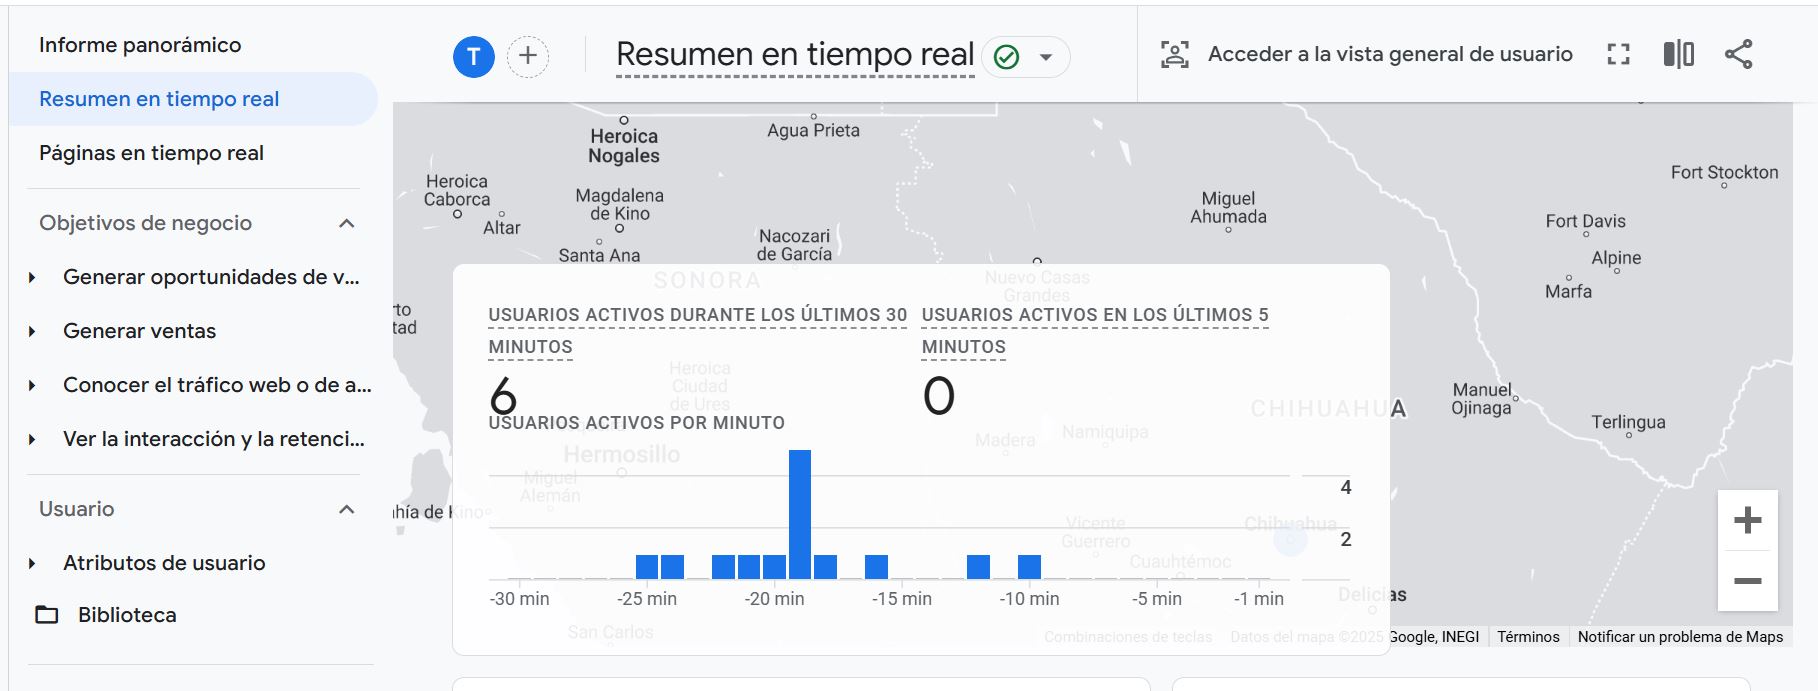 Informe panorámico
Resumen en tiempo real
Páginas en tiempo real
Objetivos de negocio
Generar oportunidades de v...
Generar ventas
Conocer el tráfico web o de a...
Ver la interacción y la retenci...
Usuario
Atributos de usuario
Biblioteca
T
Resumen en tiempo real
Acceder a la vista general de usuario
Heroica
Nogales
Agua Prieta
Heroica
Caborca
Altar
Magdalena
de Kino
Santa Ana
Nacozari
de García
Miguel
Ahumada
Fort Stockton
Fort Davis
Alpine
Marfa
SONORA
Nuevo Casas
Grandes
rto
tad
USUARIOS ACTIVOS DURANTE LOS ÚLTIMOS 30
MINUTOS
6
USUARIOS ACTIVOS EN LOS ÚLTIMOS 5
MINUTOS
0
Heroica
Ciudad
de Ures
USUARIOS ACTIVOS POR MINUTO
CHIHUAHUA
Manuel
Ojinaga
Terlingua
Madera
Namiquipa
Hermosillo
Miguel
Alemán
hía de Kino
4
2
Vicente
Guerrero
Chihuahua
Cuauhtémoc
Delicias
-30 min
-25 min
-20 min
-15 min
-10 min
-5 min
-1 min
San Carlos
Combinaciones de teclas
Datos del mapa ©2025 Google, INEGI
Términos
Notificar un problema de Maps